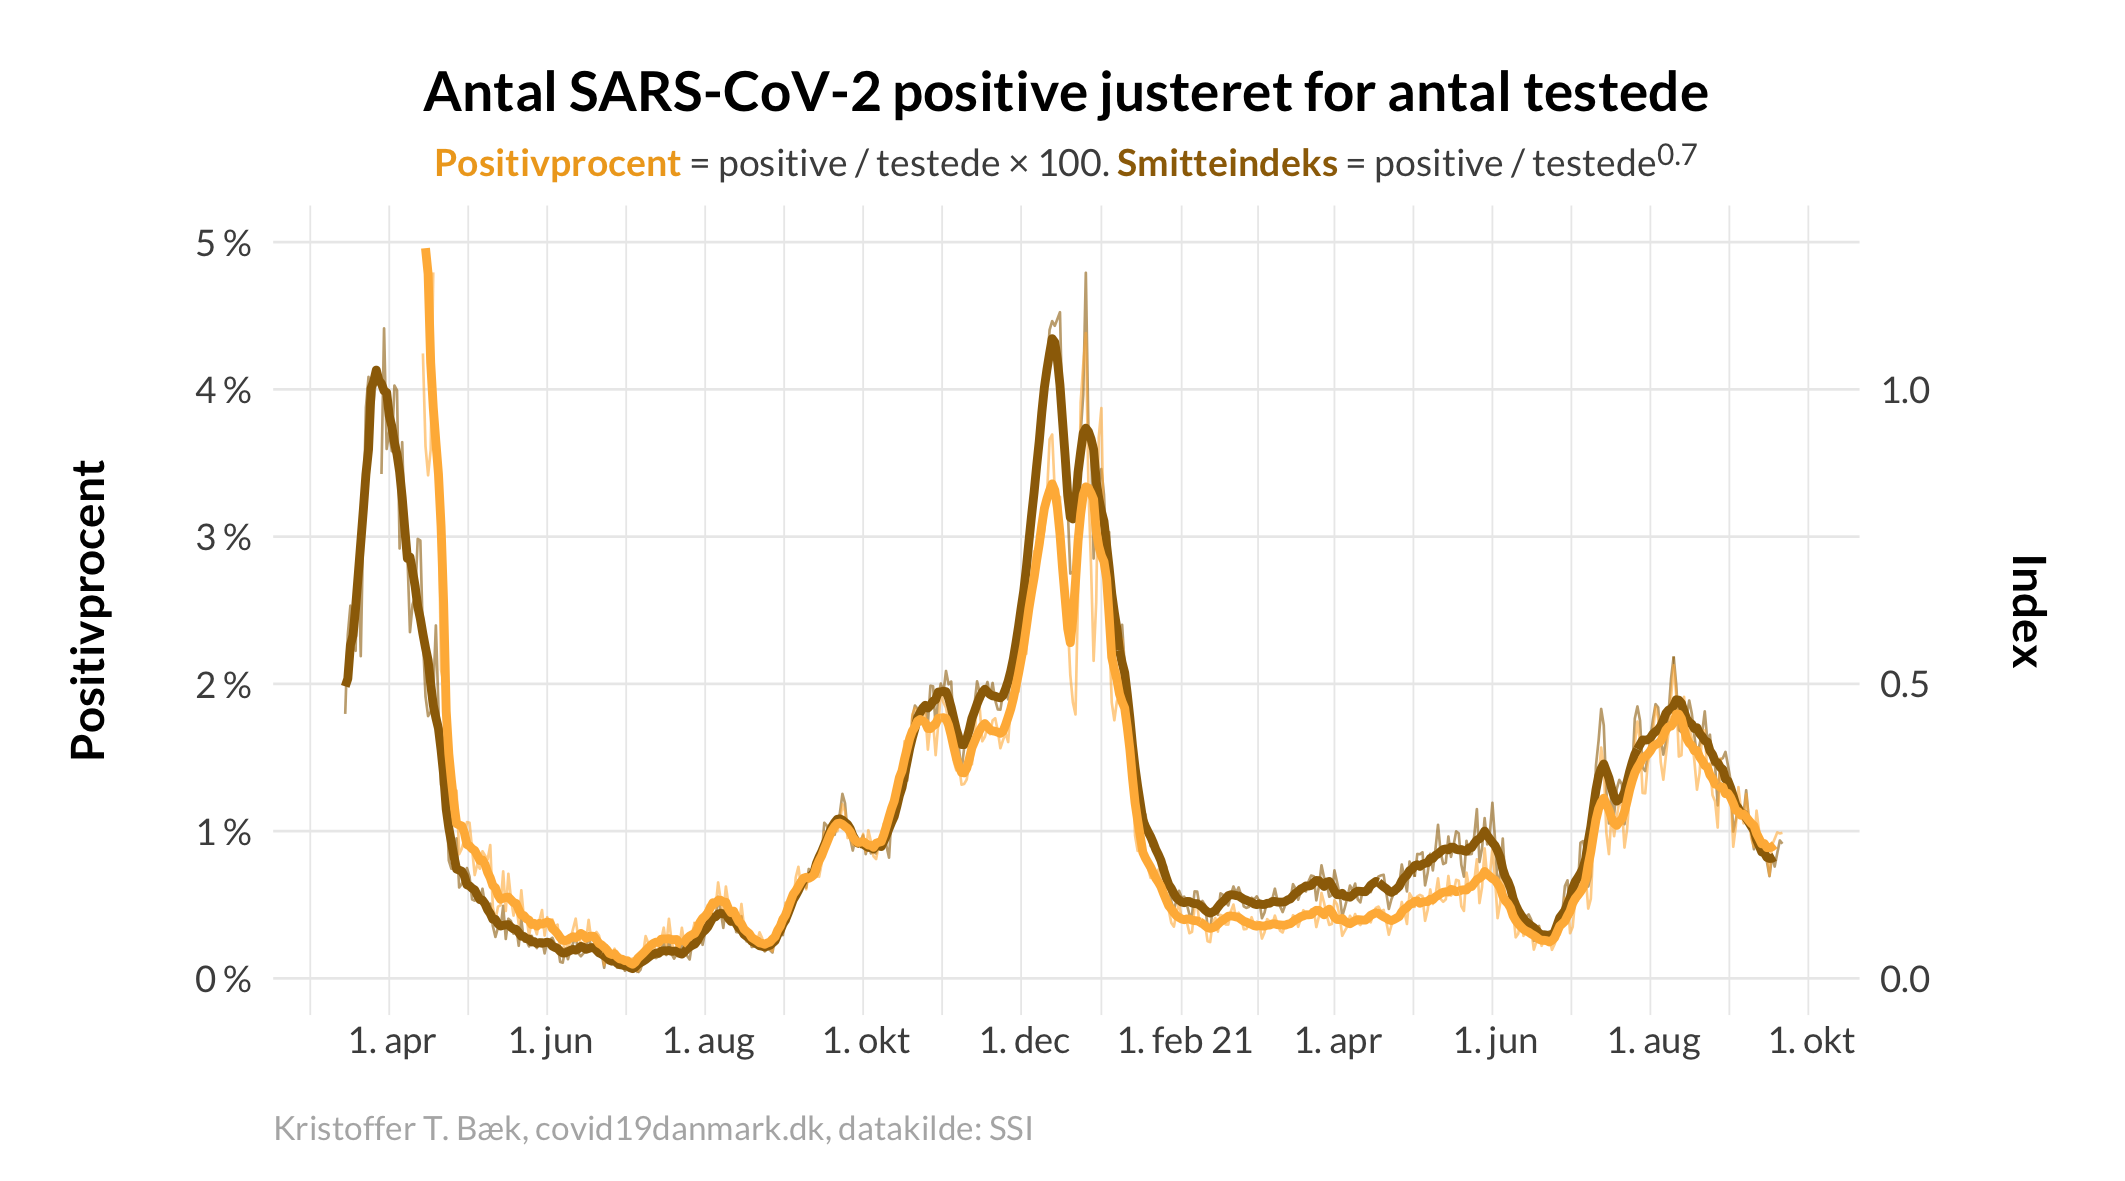 Antal SARS-CoV-2 positive justeret for antal testede
Positivprocent = positive / testede × 100. Smitteindeks = positive / testede^0.7
5 %
4 %
3 %
2 %
1 %
0 %
Positivprocent
1.0
0.5
0.0
Index
1. apr
1. jun
1. aug
1. okt
1. dec
1. feb 21
1. apr
1. jun
1. aug
1. okt
Kristoffer T. Bæk, covid19danmark.dk, datakilde: SSI